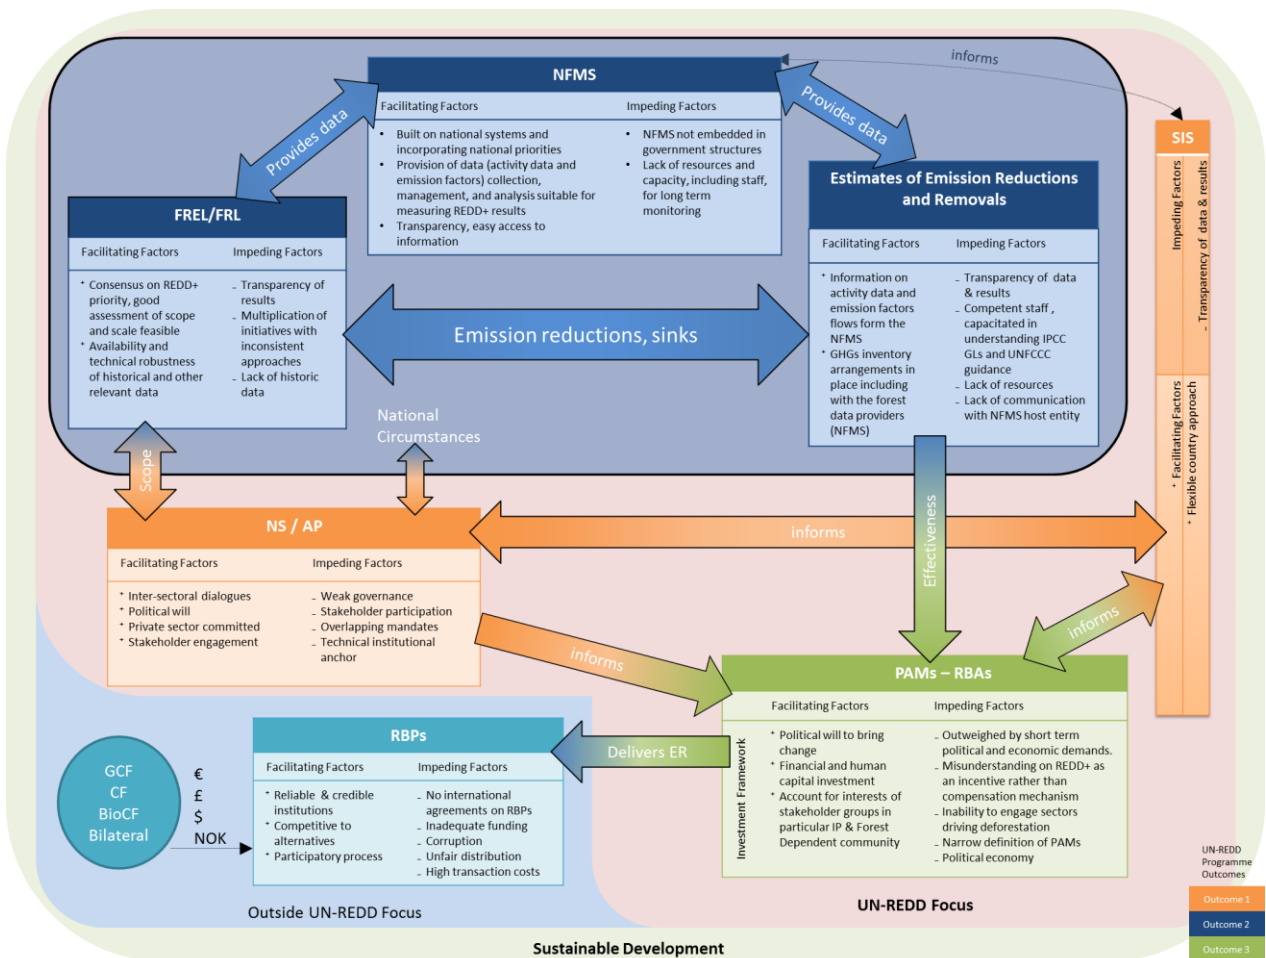 informs
NFMS
Facilitating Factors
• Built on national systems and
incorporating national priorities
• Provision of data (activity data and
emission factors) collection,
management, and analysis suitable for
measuring REDD+ results
• Transparency, easy access to
information
Impeding Factors
• NFMS not embedded in
government structures
• Lack of resources and
capacity, including staff,
for long term
monitoring
Provides data
Provides data
SIS
Impeding Factors
- Transparency of data & results
+ Facilitating Factors
+ Flexible country approach
FREL/FRL
Facilitating Factors
+ Consensus on REDD+
priority, good
assessment of scope
and scale feasible
+ Availability and
technical robustness
of historical and other
relevant data
Impeding Factors
- Transparency of
results
- Multiplication of
initiatives with
inconsistent
approaches
- Lack of historic
data
Emission reductions, sinks
Estimates of Emission Reductions
and Removals
Facilitating Factors
+ Information on
activity data and
emission factors
flows form the
NFMS
+ GHGs inventory
arrangements in
place including
with the forest
data providers
(NFMS)
Impeding Factors
- Transparency of data
& results
- Competent staff ,
capacitated in
understanding IPCC
GLs and UNFCCC
guidance
- Lack of resources
- Lack of communication
with NFMS host entity
National
Circumstances
Scope
NS / AP
Facilitating Factors
+ Inter-sectoral dialogues
+ Political will
+ Private sector committed
+ Stakeholder engagement
Impeding Factors
- Weak governance
- Stakeholder participation
- Overlapping mandates
- Technical institutional
anchor
informs
Effectiveness
informs
informs
PAMs – RBAs
Investment Framework
Facilitating Factors
+ Political will to bring
change
+ Financial and human
capital investment
+ Account for interests of
stakeholder groups in
particular IP & Forest
Dependent community
Impeding Factors
- Outweighed by short term
political and economic demands.
- Misunderstanding on REDD+ as
an incentive rather than
compensation mechanism
- Inability to engage sectors
driving deforestation
- Narrow definition of PAMs
- Political economy
Delivers ER
RBPs
Facilitating Factors
+ Reliable & credible
institutions
+ Competitive to
alternatives
+ Participatory process
Impeding Factors
- No international
agreements on RBPs
- Inadequate funding
- Corruption
- Unfair distribution
- High transaction costs
GCF
CF
BioCF
Bilateral
€
£
$
NOK
Outside UN-REDD Focus
UN-REDD Focus
Sustainable Development
UN-REDD
Programme
Outcomes
Outcome 1
Outcome 2
Outcome 3